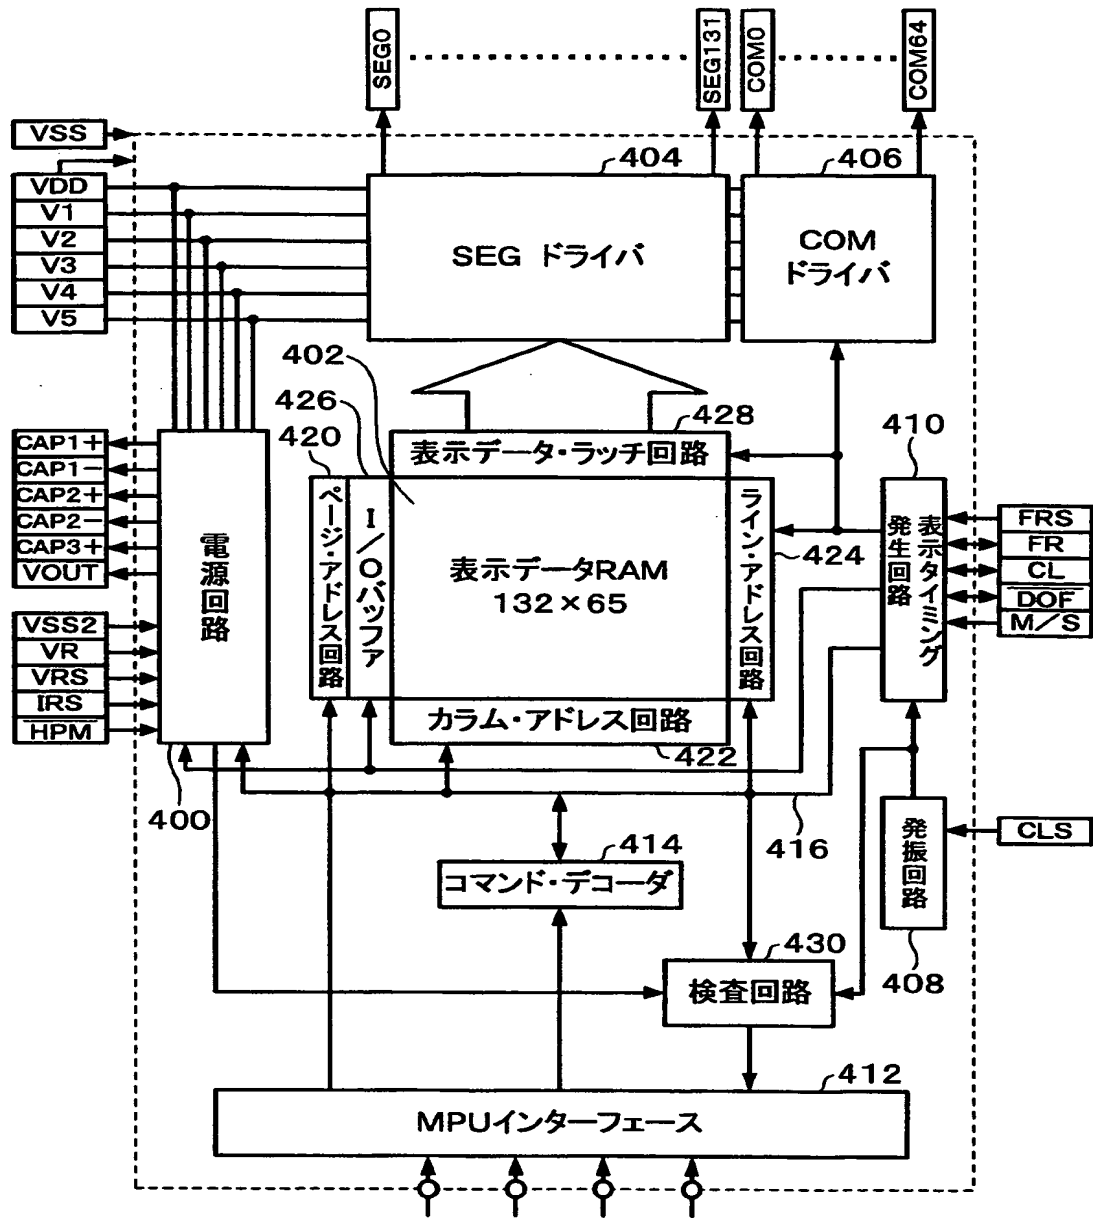 SEG0
SEG131
COM0
COM64
VSS
VDD
V1
V2
V3
V4
V5
404
SEG ドライバ
406
COM
ドライバ
402
426
420
428
410
CAP1+
CAP1-
CAP2+
CAP2-
CAP3+
VOUT
VSS2
VR
VRS
IRS
HPM
電源回路
400
ページ・アドレス回路
I/Oバッファ
表示データ・ラッチ回路
表示データRAM
132×65
カラム・アドレス回路
422
ライン・アドレス回路
424
表示タイミング
発生回路
FRS
FR
CL
DOF
M/S
416
414
コマンド・デコーダ
発振回路
408
CLS
430
検査回路
412
MPUインターフェース